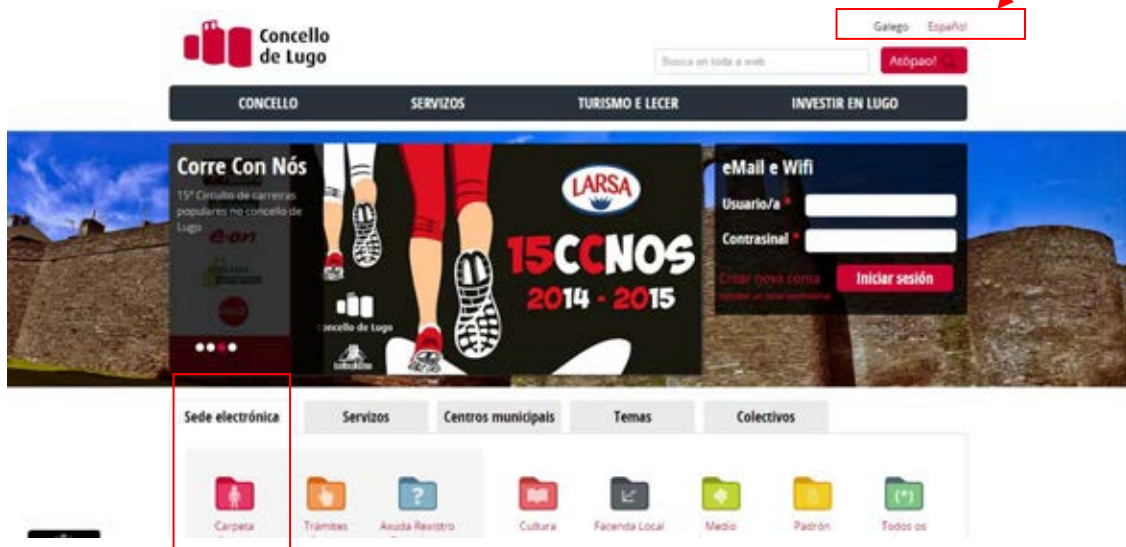 Concello
de Lugo
Galego Español
Busca en toda a web
Atópao!
CONCELLO SERVIZOS TURISMO E LECER INVESTIR EN LUGO
Corre Con Nós
15º Circuíto de carreiras
populares no concello de
Lugo
e-on
LARSA
15CCNOS
2014 - 2015
Concello de Lugo
eMail e Wifi
Usuario/a *
Contrasinal *
Crear nova conta
Iniciar sesión
Sede electrónica Servizos Centros municipais Temas Colectivos
Carpeta Trámites Axuda Rexistro Cultura Facenda Local Medio Padrón Todos os